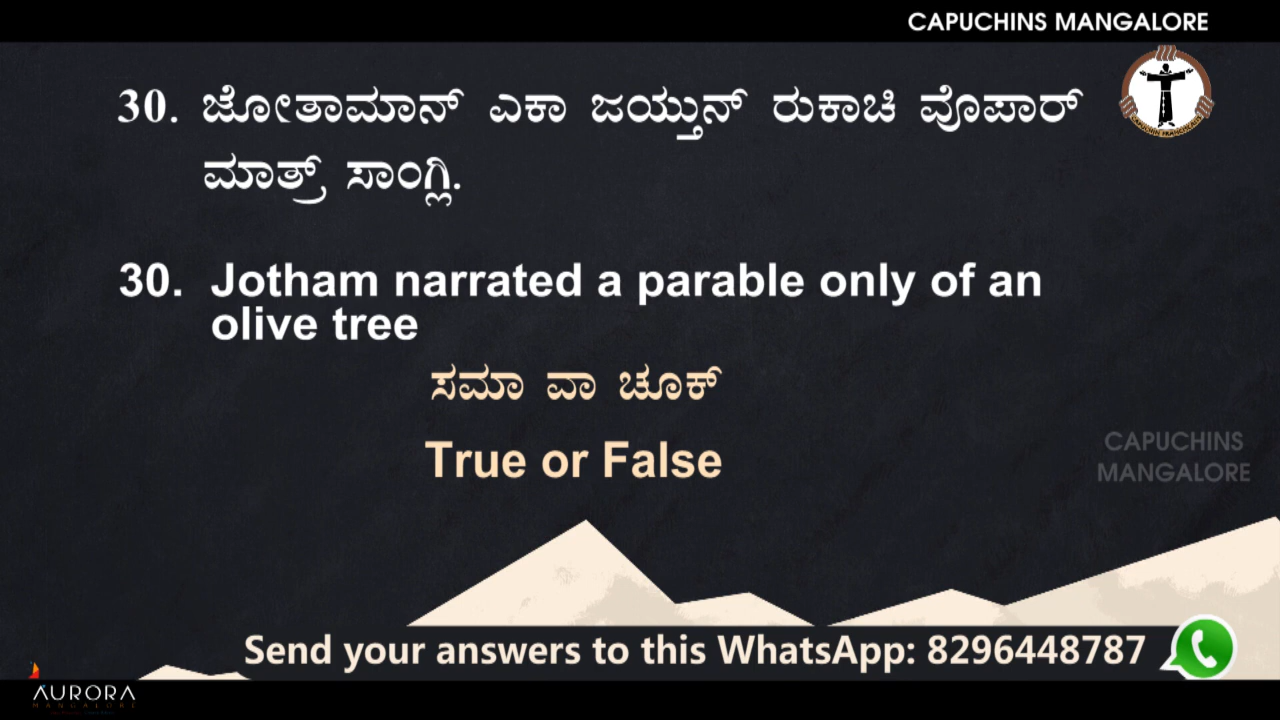 CAPUCHINS MANGALORE
30. ಜೋತಾಮಾನ್ ಎಕಾ ಜಯ್ತುನ್ ರುಕಾಚಿ ವೊಪಾರ್
ಮಾತ್ರ್ ಸಾಂಗ್ಲಿ.
30. Jotham narrated a parable only of an
olive tree
ಸಮಾ ವಾ ಚೂಕ್
True or False
CAPUCHINS
MANGALORE
Send your answers to this WhatsApp: 8296448787
AURORA
MANGALORE